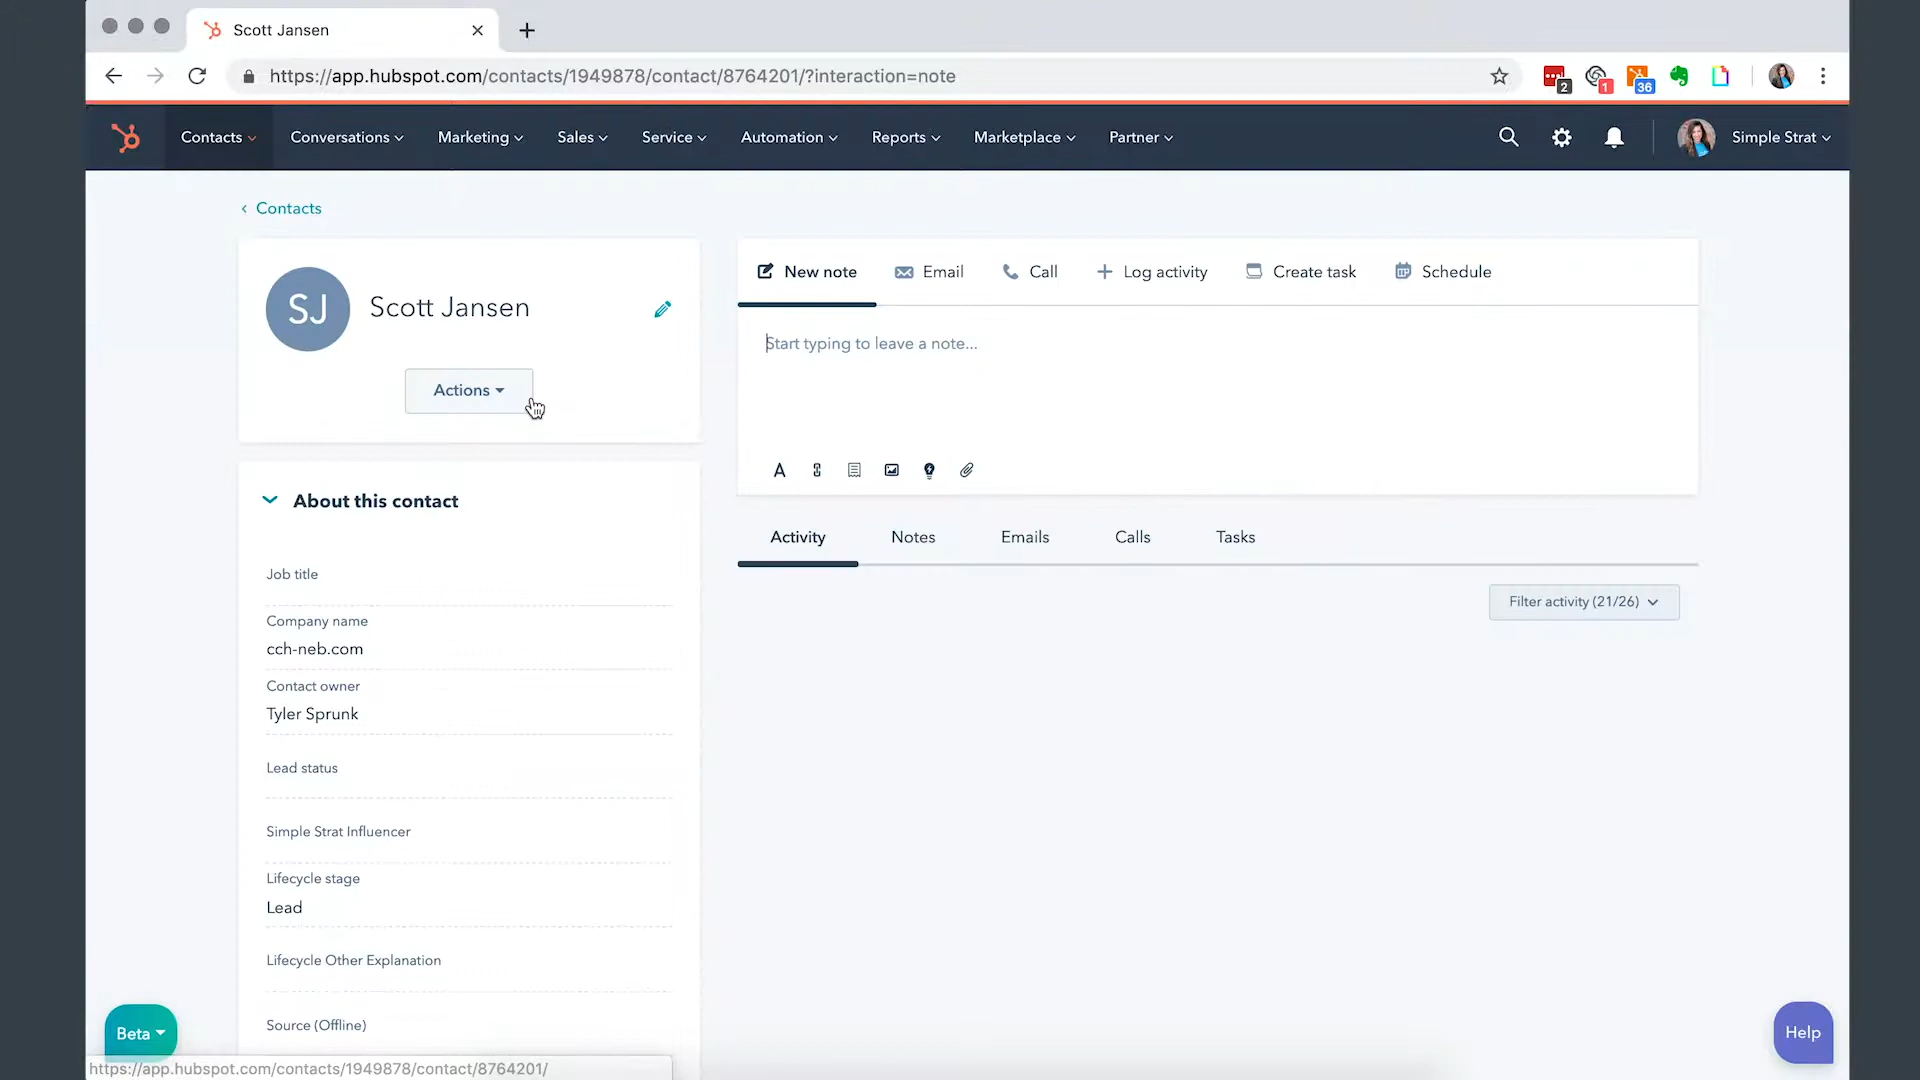 Scott Jansen
https://app.hubspot.com/contacts/1949878/contact/8764201/?interaction=note
2
1
36
Contacts
Conversations
Marketing
Sales
Service
Automation
Reports
Marketplace
Partner
Simple Strat
Contacts
SJ
Scott Jansen
Actions
New note
Email
Call
Log activity
Create task
Schedule
Start typing to leave a note...
Activity
Notes
Emails
Calls
Tasks
Filter activity (21/26)
About this contact
Job title
Company name
cch-neb.com
Contact owner
Tyler Sprunk
Lead status
Simple Strat Influencer
Lifecycle stage
Lead
Lifecycle Other Explanation
Source (Offline)
Beta
Help
https://app.hubspot.com/contacts/1949878/contact/8764201/